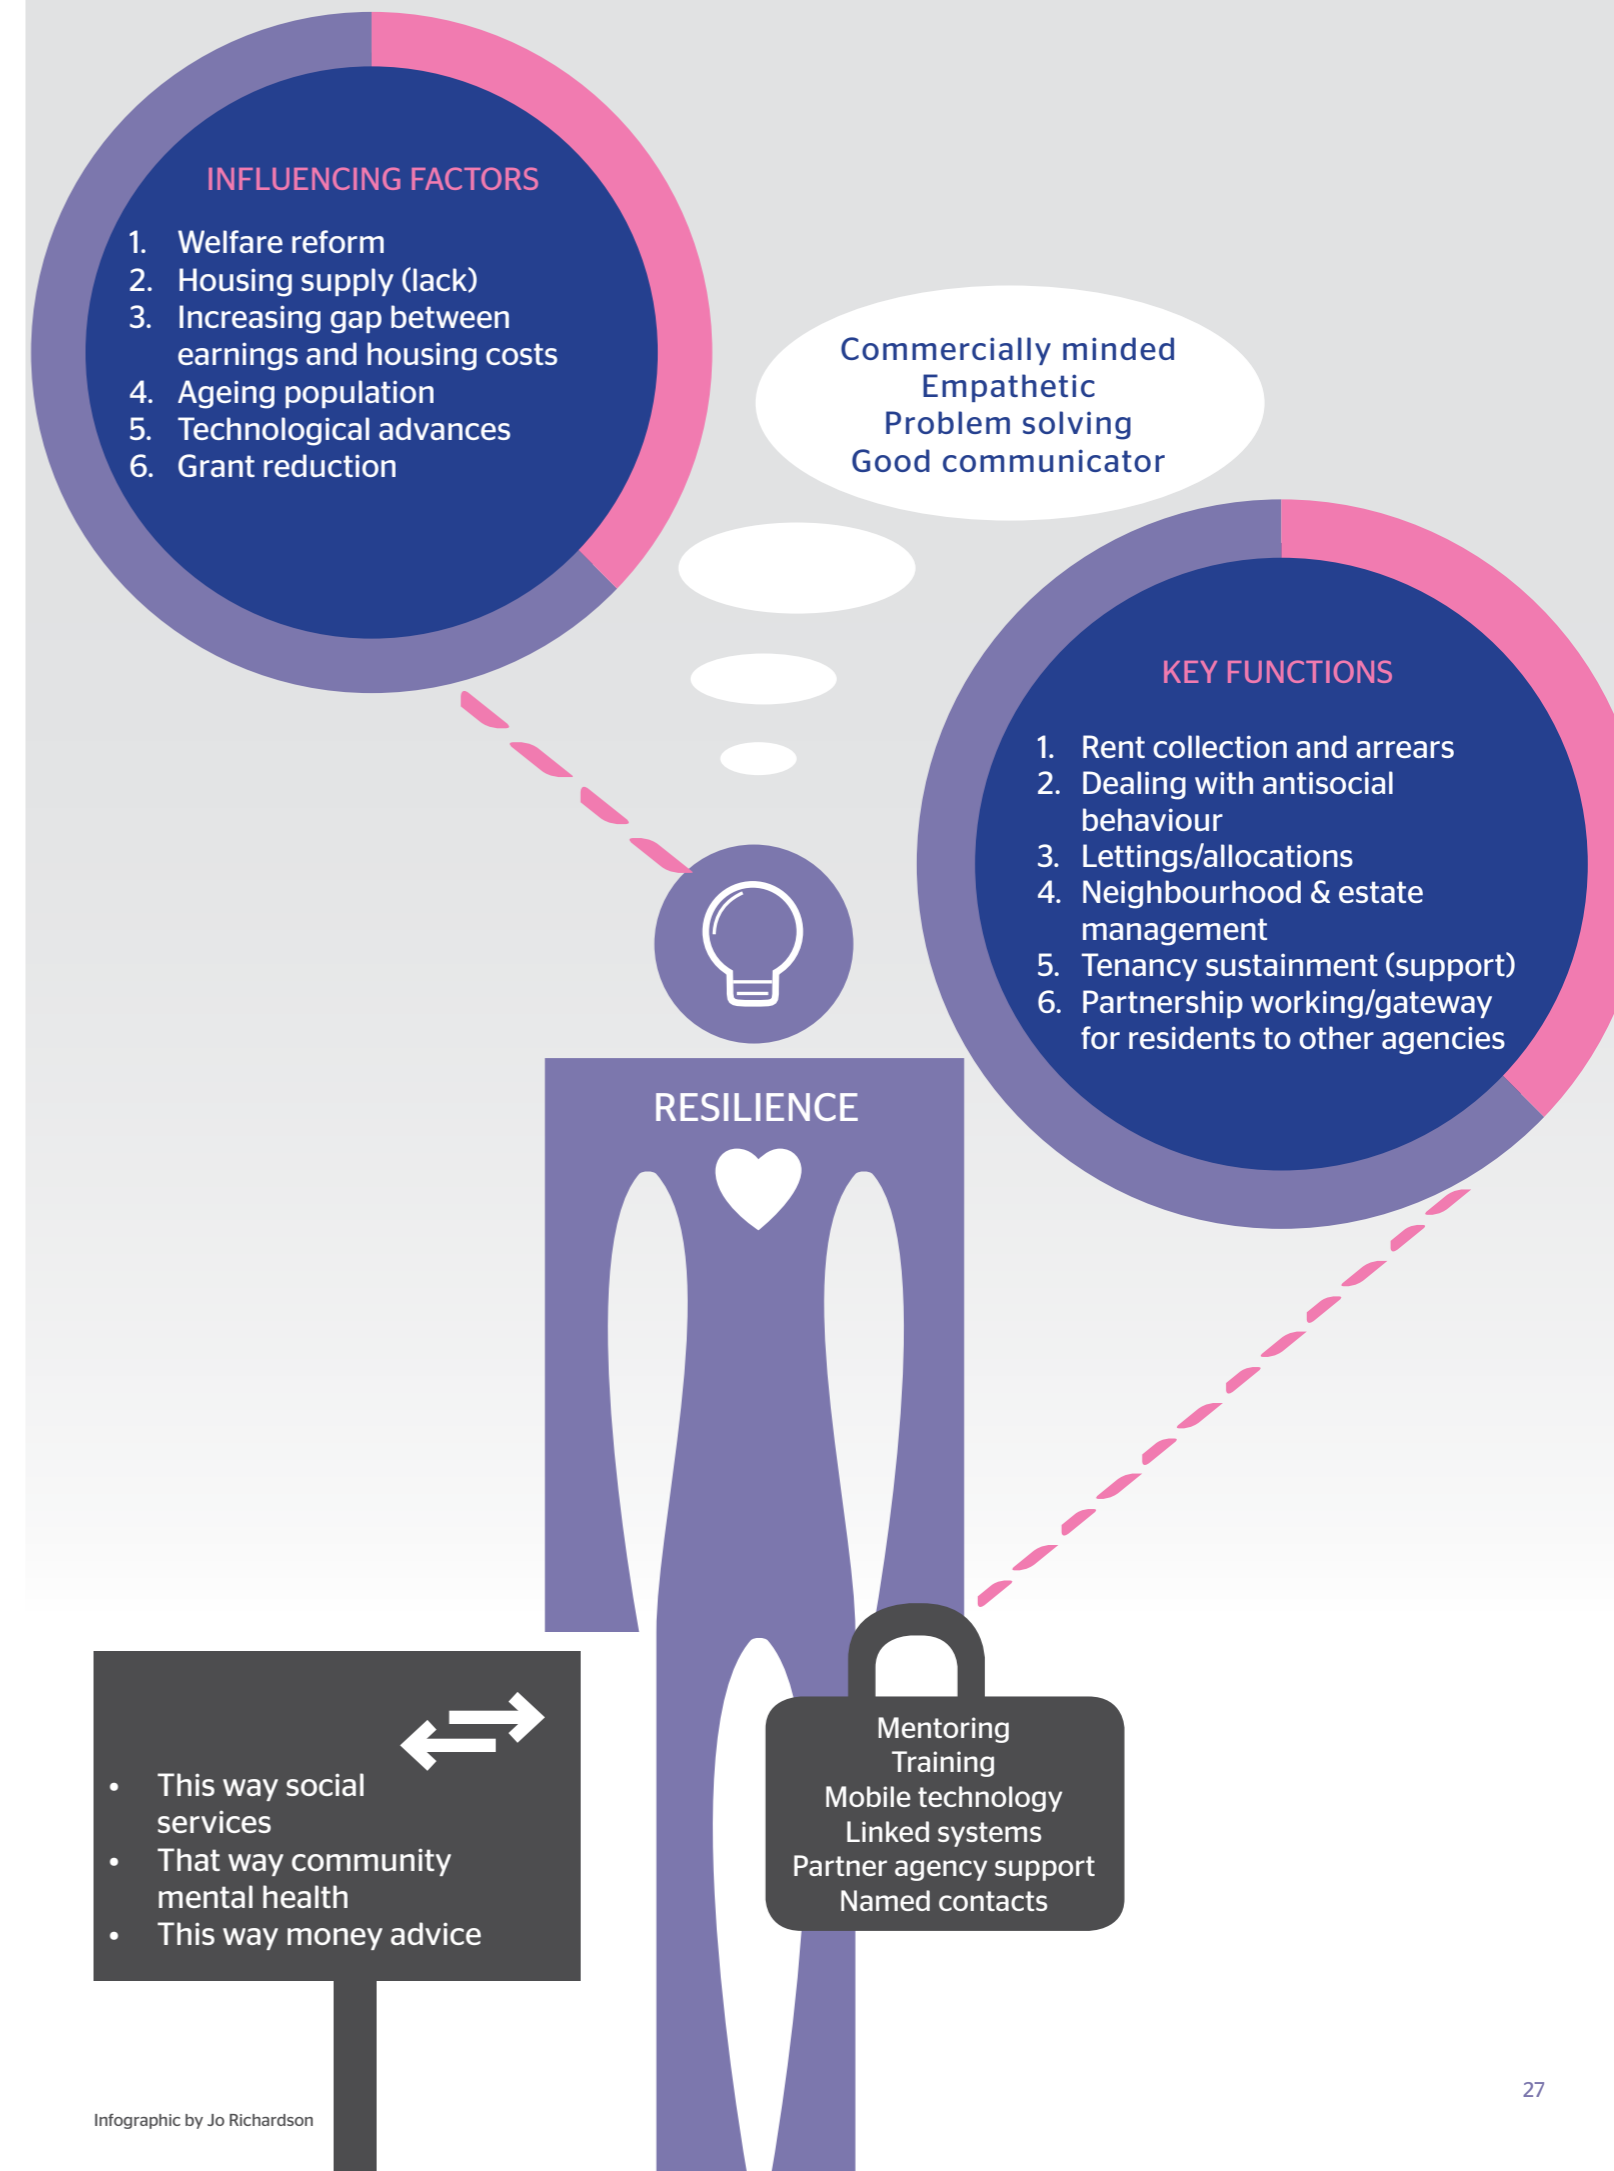 INFLUENCING FACTORS
1. Welfare reform
2. Housing supply (lack)
3. Increasing gap between
earnings and housing costs
4. Ageing population
5. Technological advances
6. Grant reduction
Commercially minded
Empathetic
Problem solving
Good communicator
KEY FUNCTIONS
1. Rent collection and arrears
2. Dealing with antisocial
behaviour
3. Lettings/allocations
4. Neighbourhood & estate
management
5. Tenancy sustainment (support)
6. Partnership working/gateway
for residents to other agencies
RESILIENCE
• This way social
services
• That way community
mental health
• This way money advice
Mentoring
Training
Mobile technology
Linked systems
Partner agency support
Named contacts
Infographic by Jo Richardson
27